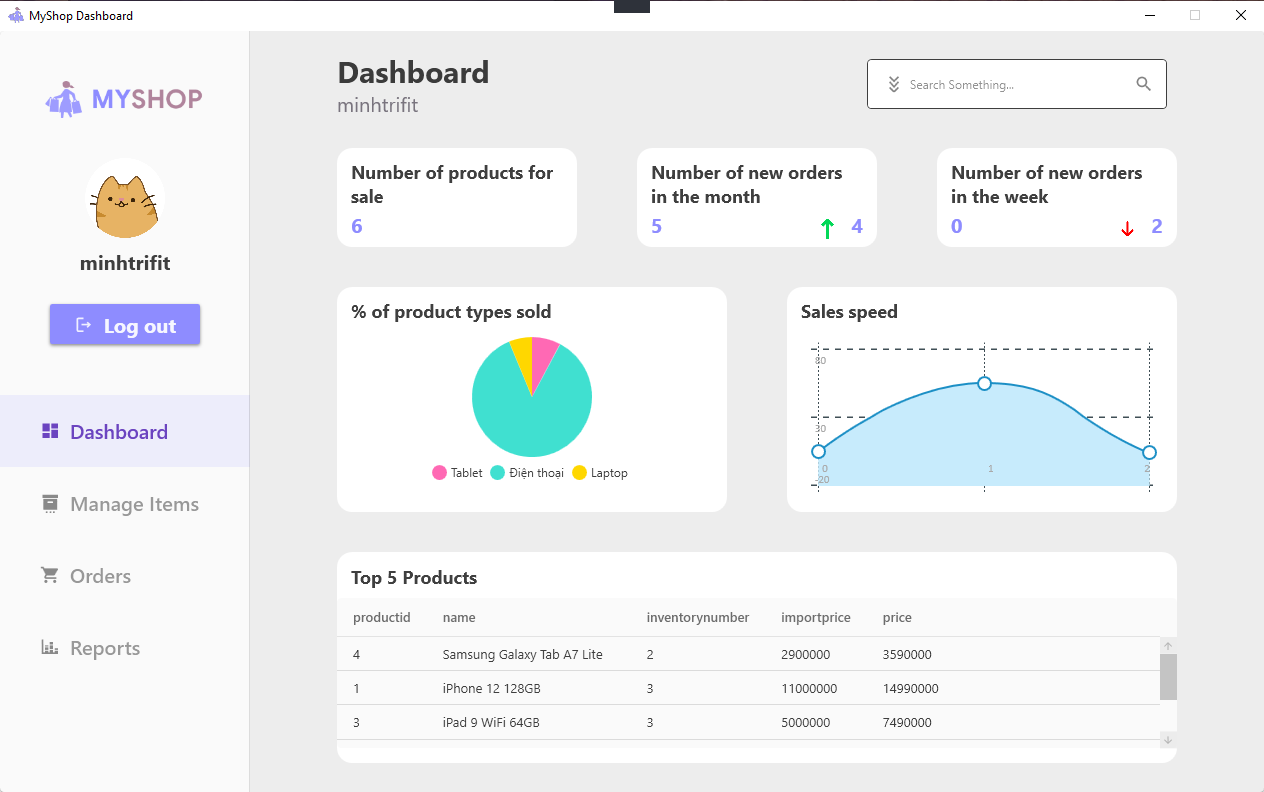 MyShop Dashboard
MYSHOP
minhtrifit
Log out
Dashboard
Manage Items
Orders
Reports
Dashboard
minhtrifit
Search Something...
Number of products for
sale
6
Number of new orders
in the month
5 4
Number of new orders
in the week
0 2
% of product types sold
Tablet Điện thoại Laptop
Sales speed
80
30
-20
0 1 2
Top 5 Products
productid name inventorynumber importprice price
4 Samsung Galaxy Tab A7 Lite 2 2900000 3590000
1 iPhone 12 128GB 3 11000000 14990000
3 iPad 9 WiFi 64GB 3 5000000 7490000